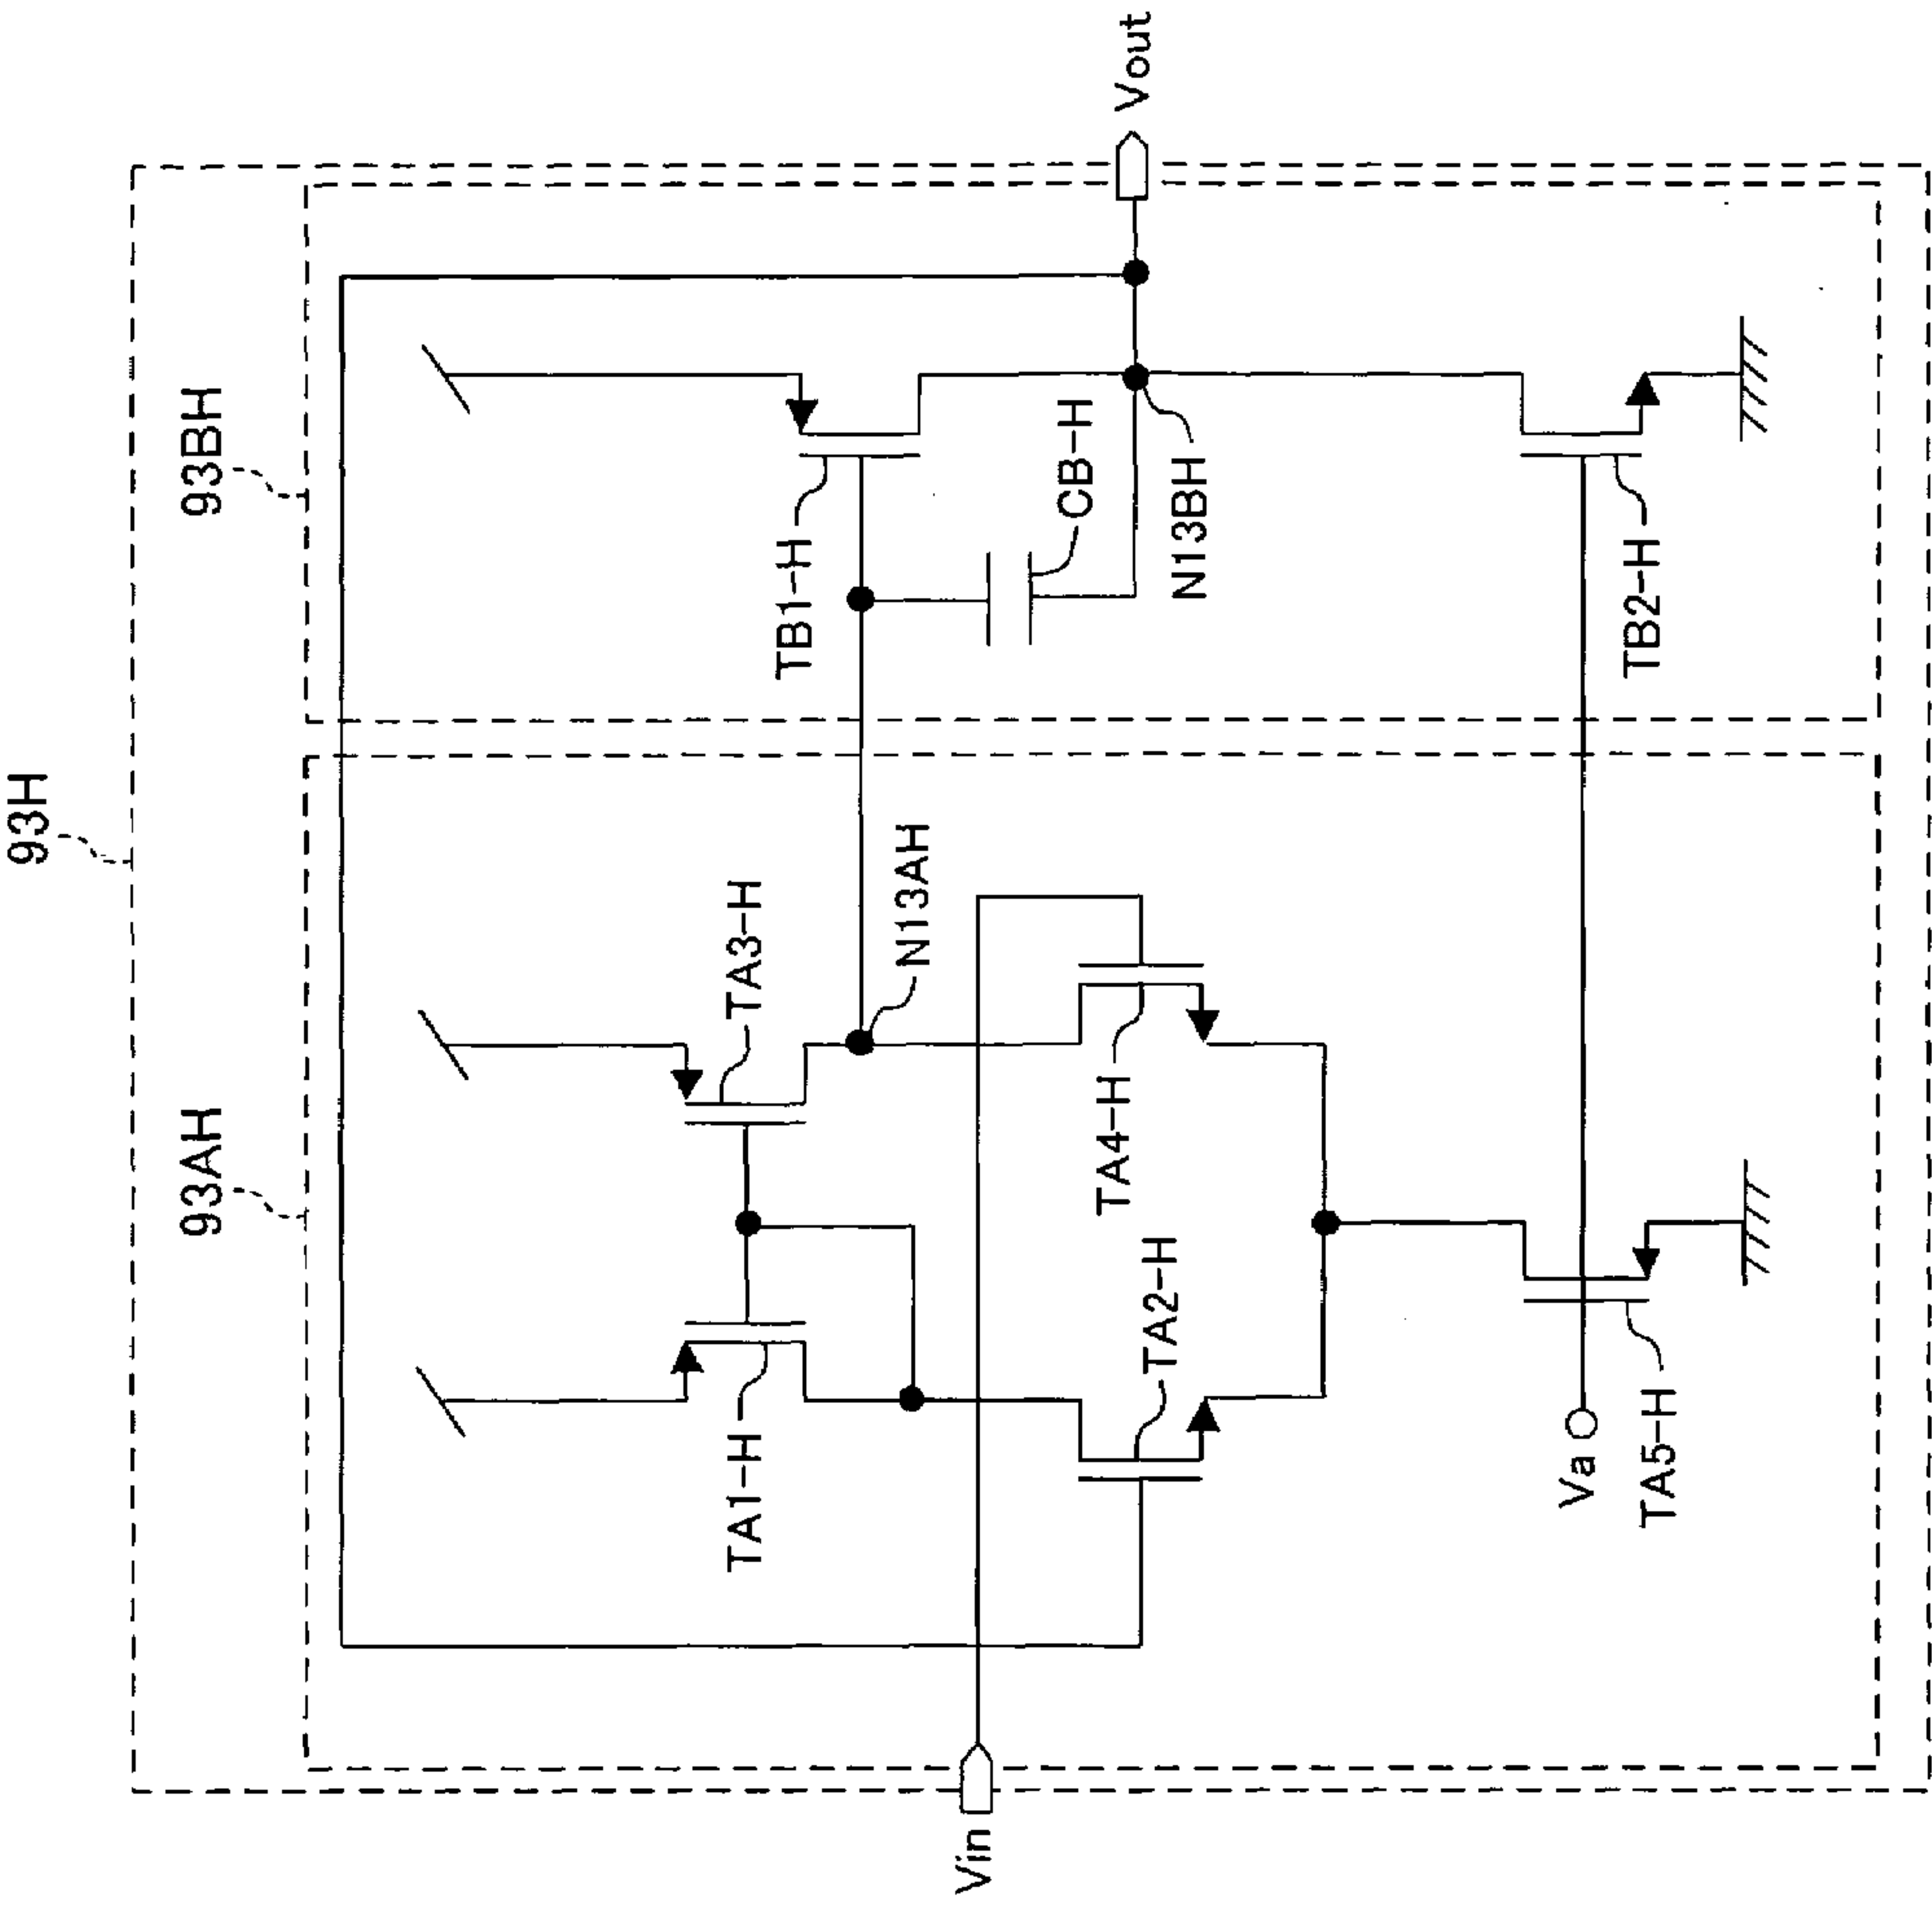 93H
93AH
93BH
TA1-H
TA3-H
TB1-H
N13AH
CB-H
Vin
Vout
TA2-H
TA4-H
N13BH
Va
TA5-H
TB2-H